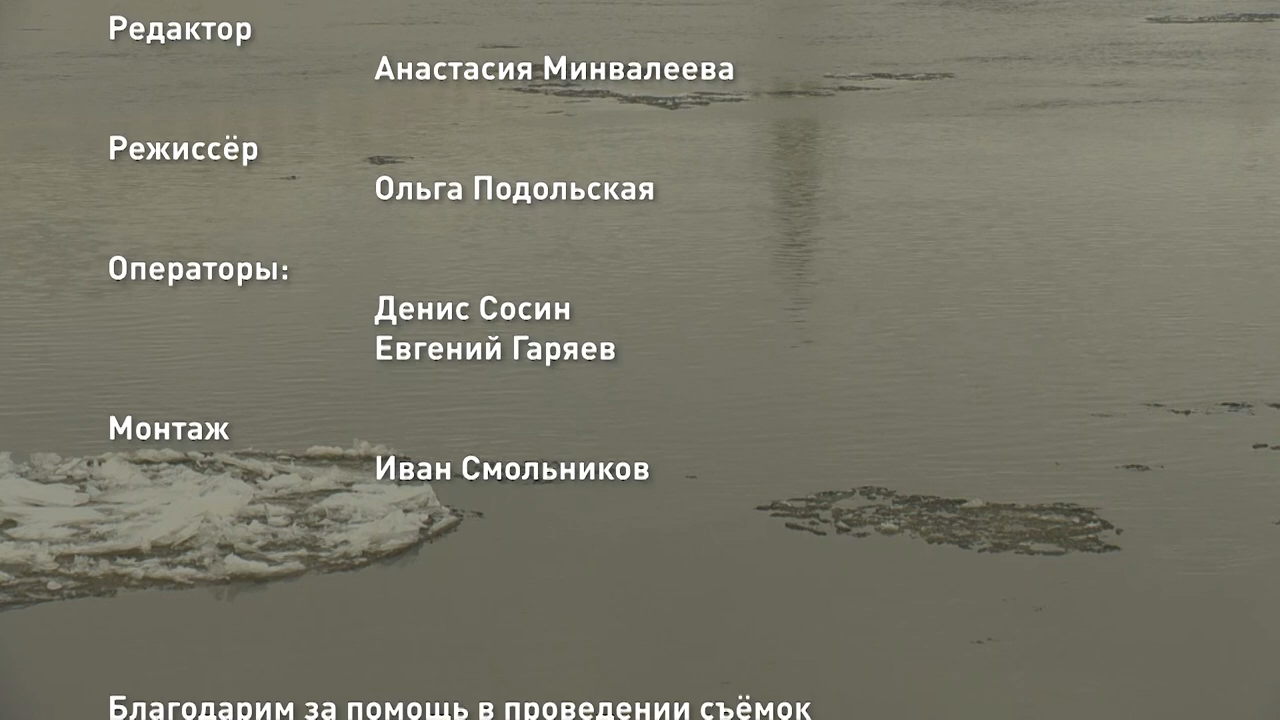 Редактор
Анастасия Минвалеева
Режиссёр
Ольга Подольская
Операторы:
Денис Сосин
Евгений Гаряев
Монтаж
Иван Смольников
Благодарим за помощь в проведении съёмок